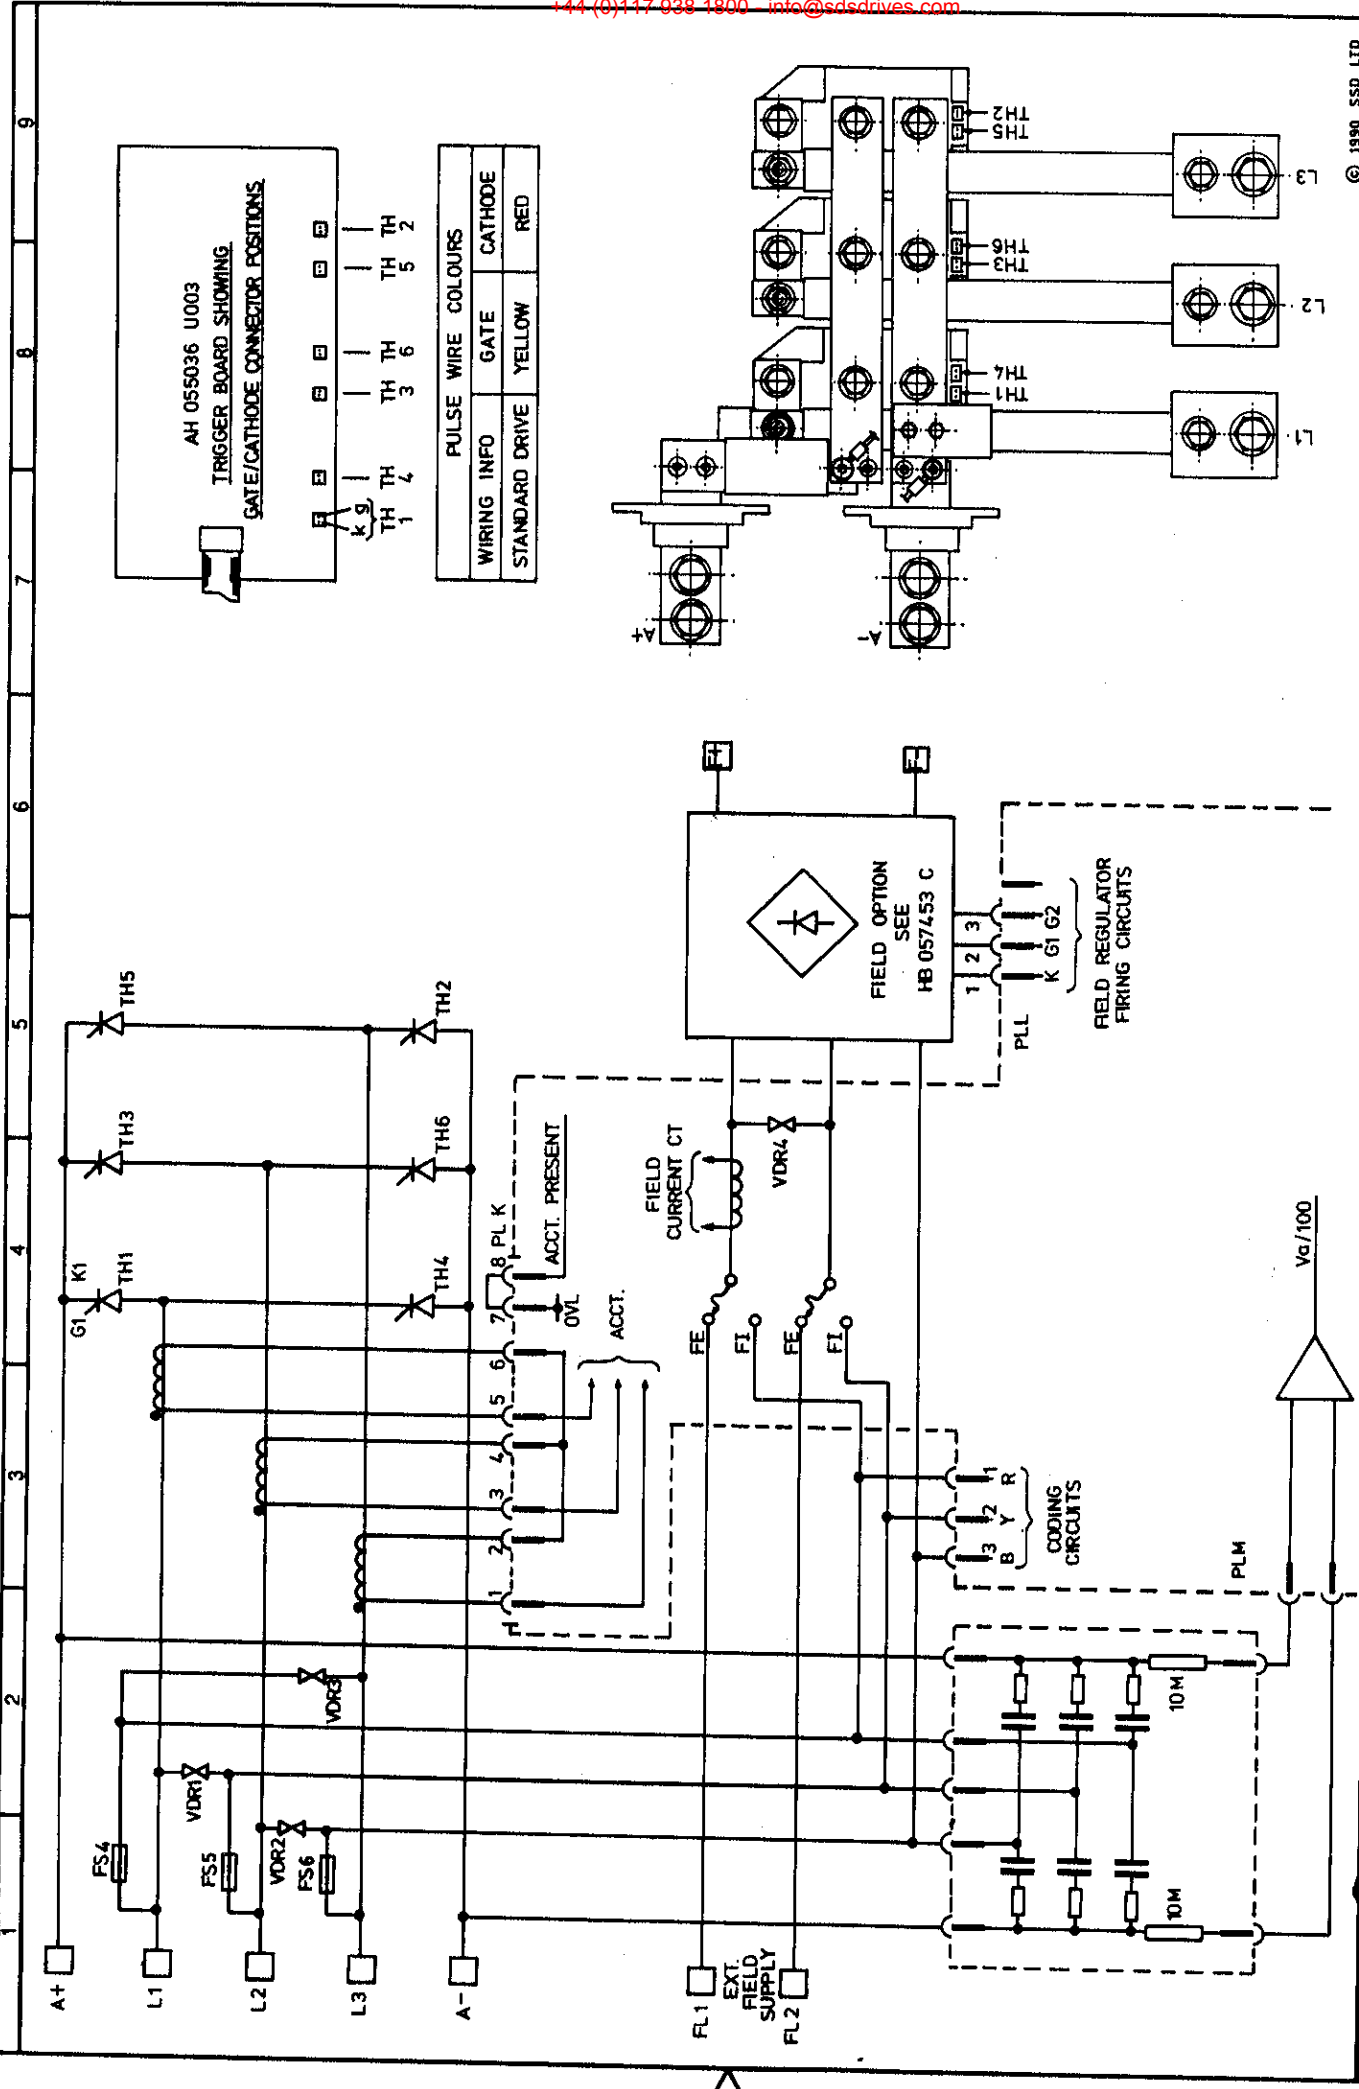 +44 (0)117 938 1800 - info@sdsdrives.com
1
2
3
4
5
6
7
8
9
A+
L1
L2
L3
A-
FS4
FS5
FS6
VDR1
VDR2
VDR3
G1
K1
TH1
TH3
TH5
TH4
TH6
TH2
1
2
3
4
5
6
7
8
PL K
0VL
ACCT. PRESENT
ACCT.
FL1
EXT.
FIELD
SUPPLY
FL2
FE
FI
FE
FI
FIELD
CURRENT CT
VDR4
FIELD OPTION
SEE
HB 057453 C
F+
F-
1
2
3
PLL
K G1 G2
FIELD REGULATOR
FIRING CIRCUITS
3
2
1
B
Y
R
CODING
CIRCUITS
PLM
10M
10M
Va/100
AH 055036 U003
TRIGGER BOARD SHOWING
GATE/CATHODE CONNECTOR POSITIONS
k g
TH
1
TH
4
TH
3
TH
6
TH
5
TH
2
PULSE WIRE COLOURS
WIRING INFO
GATE
CATHODE
STANDARD DRIVE
YELLOW
RED
A+
A-
TH1
TH4
TH3
TH6
TH5
TH2
L1
L2
L3
© 1990 SSD LTD